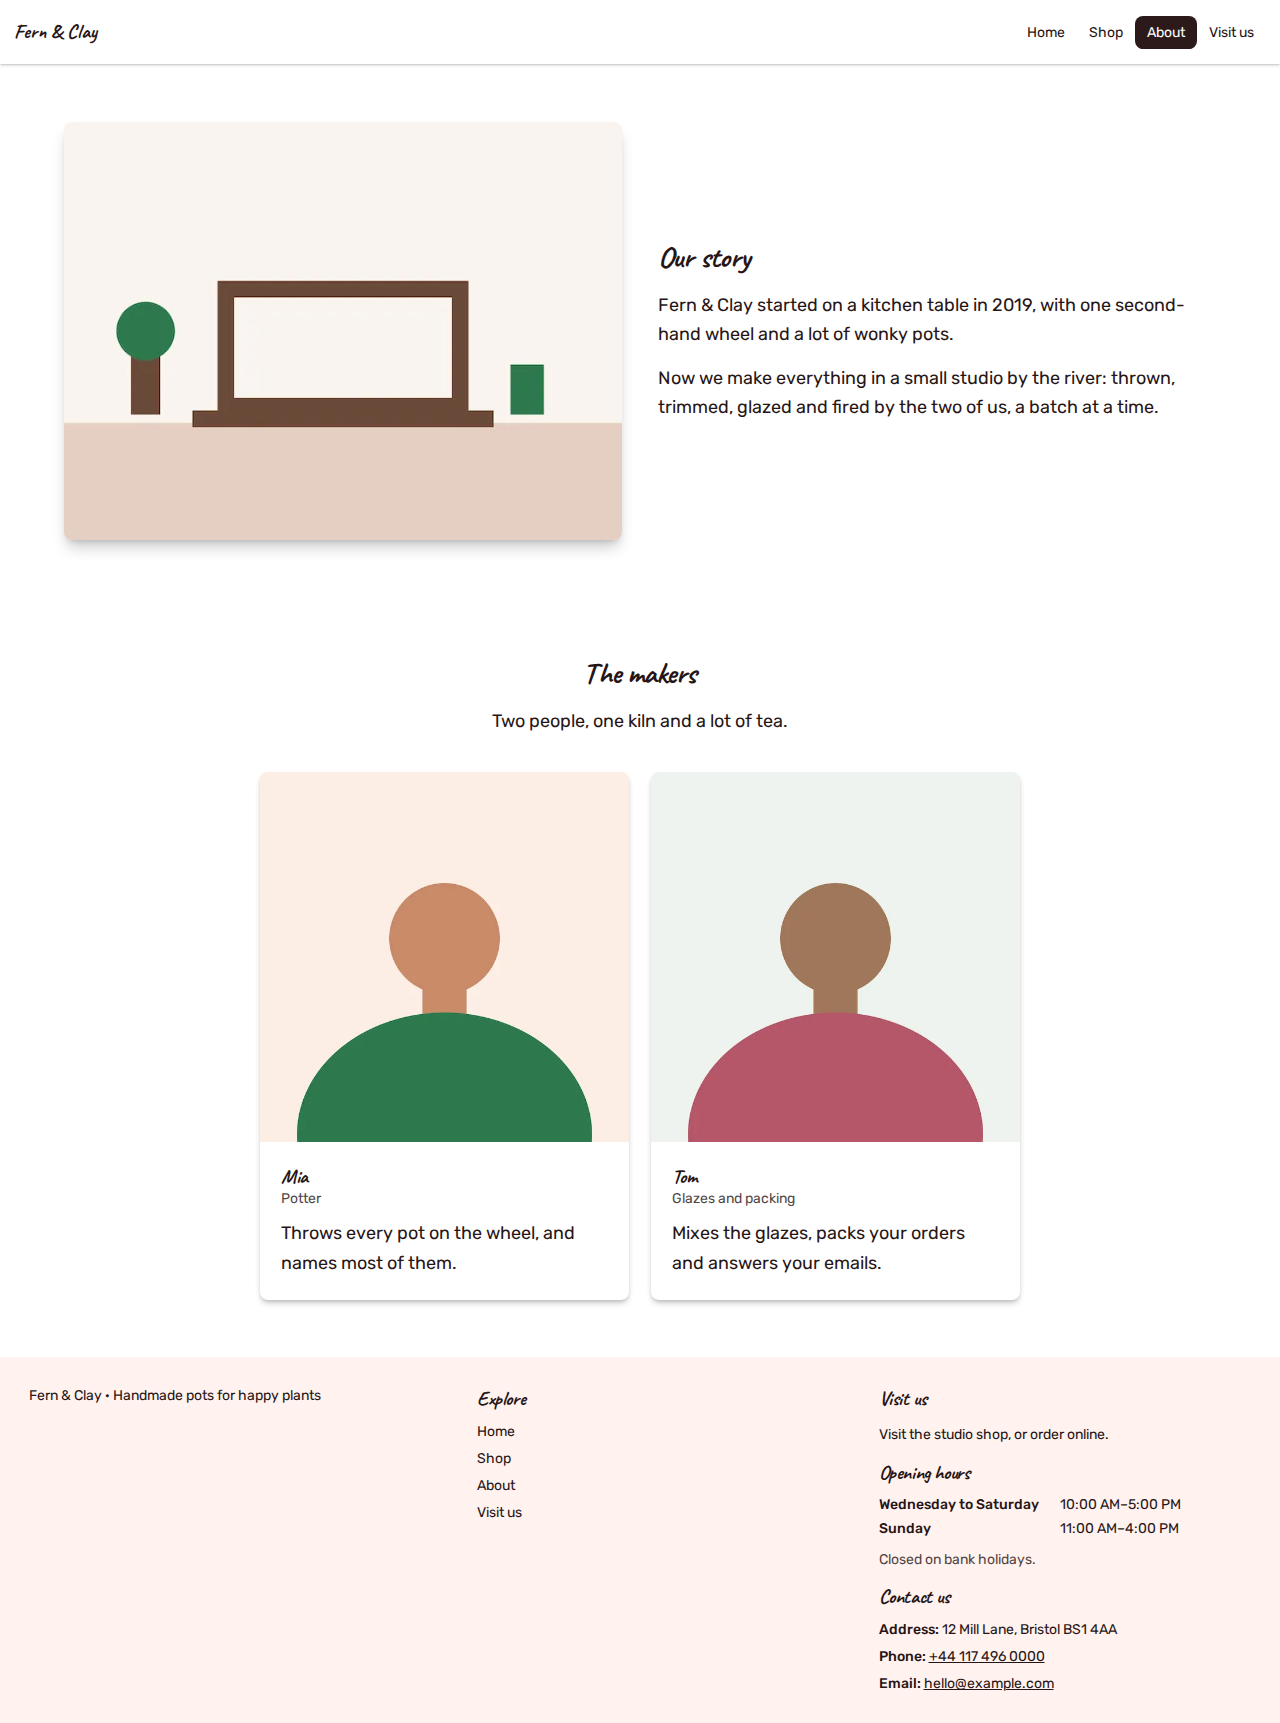 Fern & Clay
Home
Shop
About
Visit us
Our story
Fern & Clay started on a kitchen table in 2019, with one second-
hand wheel and a lot of wonky pots.
Now we make everything in a small studio by the river: thrown,
trimmed, glazed and fired by the two of us, a batch at a time.
The makers
Two people, one kiln and a lot of tea.
Mia
Potter
Throws every pot on the wheel, and
names most of them.
Tom
Glazes and packing
Mixes the glazes, packs your orders
and answers your emails.
Fern & Clay • Handmade pots for happy plants
Explore
Home
Shop
About
Visit us
Visit us
Visit the studio shop, or order online.
Opening hours
Wednesday to Saturday 10:00 AM–5:00 PM
Sunday 11:00 AM–4:00 PM
Closed on bank holidays.
Contact us
Address: 12 Mill Lane, Bristol BS1 4AA
Phone: +44 117 496 0000
Email: hello@example.com